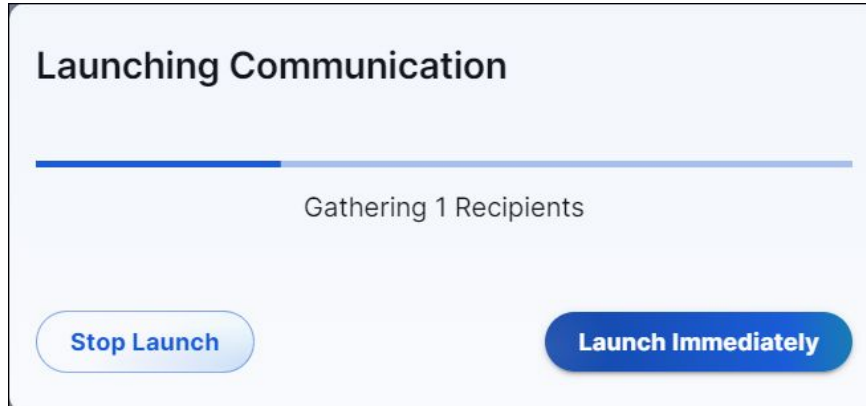 Launching Communication
Gathering 1 Recipients
Stop Launch
Launch Immediately